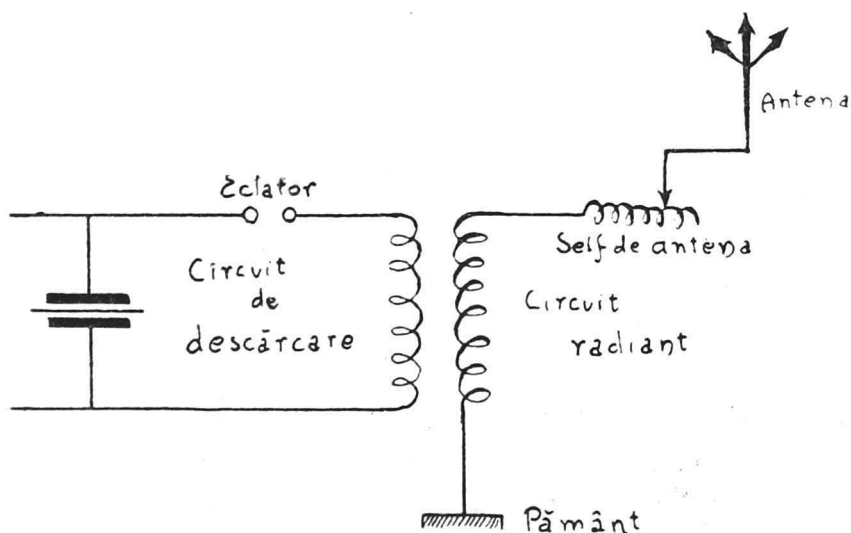 Antena
Eclator
Self de antena
Circuit
de
descărcare
Circuit
radiant
Pământ